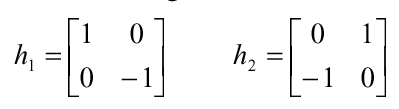 h₁ = [1 0; 0 −1] h₂ = [0 1; −1 0]